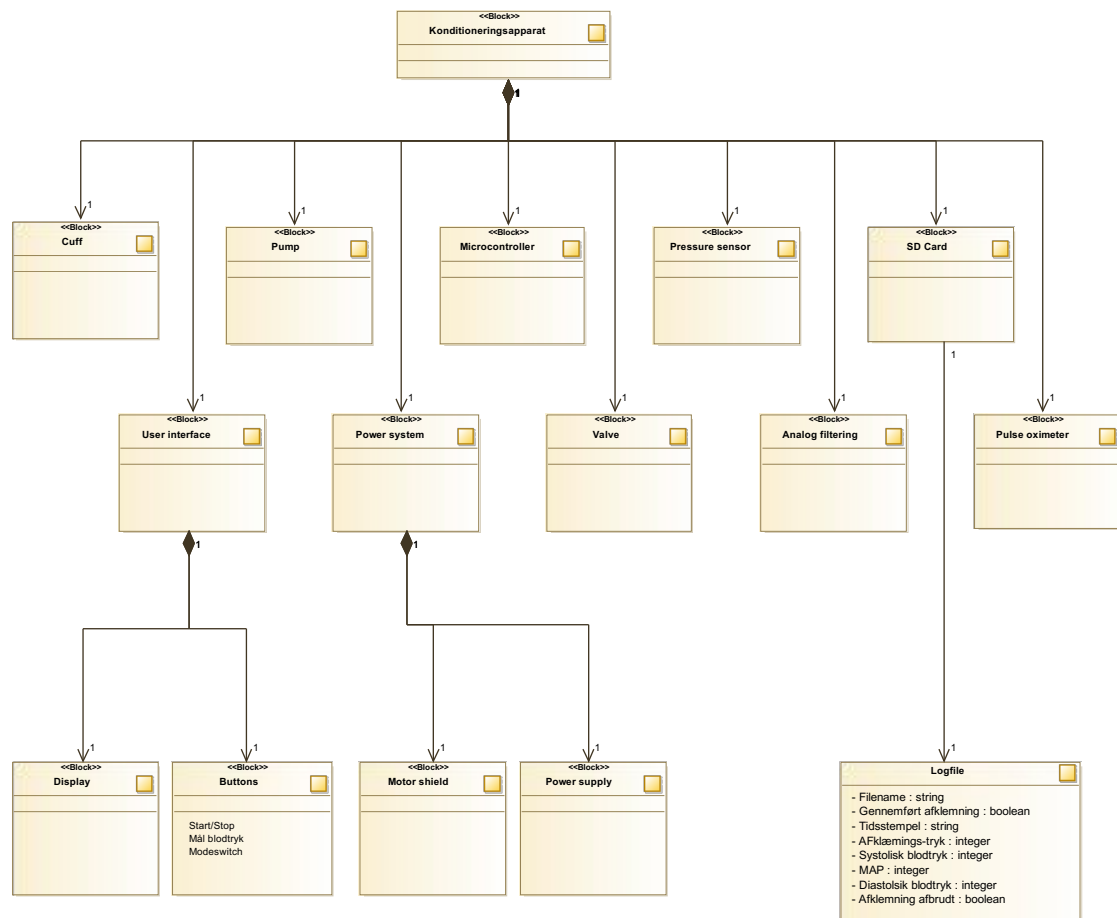 <<Block>>
Konditioneringsapparat
1
1 1 1 1 1
<<Block>>
Cuff
<<Block>>
Pump
<<Block>>
Microcontroller
<<Block>>
Pressure sensor
<<Block>>
SD Card
1
1 1 1 1 1
<<Block>>
User interface
<<Block>>
Power system
<<Block>>
Valve
<<Block>>
Analog filtering
<<Block>>
Pulse oximeter
1 1
1 1 1 1 1
<<Block>>
Display
<<Block>>
Buttons
Start/Stop
Mål blodtryk
Modeswitch
<<Block>>
Motor shield
<<Block>>
Power supply
Logfile
- Filename : string
- Gennemført afklemning : boolean
- Tidsstempel : string
- AFklæmings-tryk : integer
- Systolisk blodtryk : integer
- MAP : integer
- Diastolsik blodtryk : integer
- Afklemning afbrudt : boolean